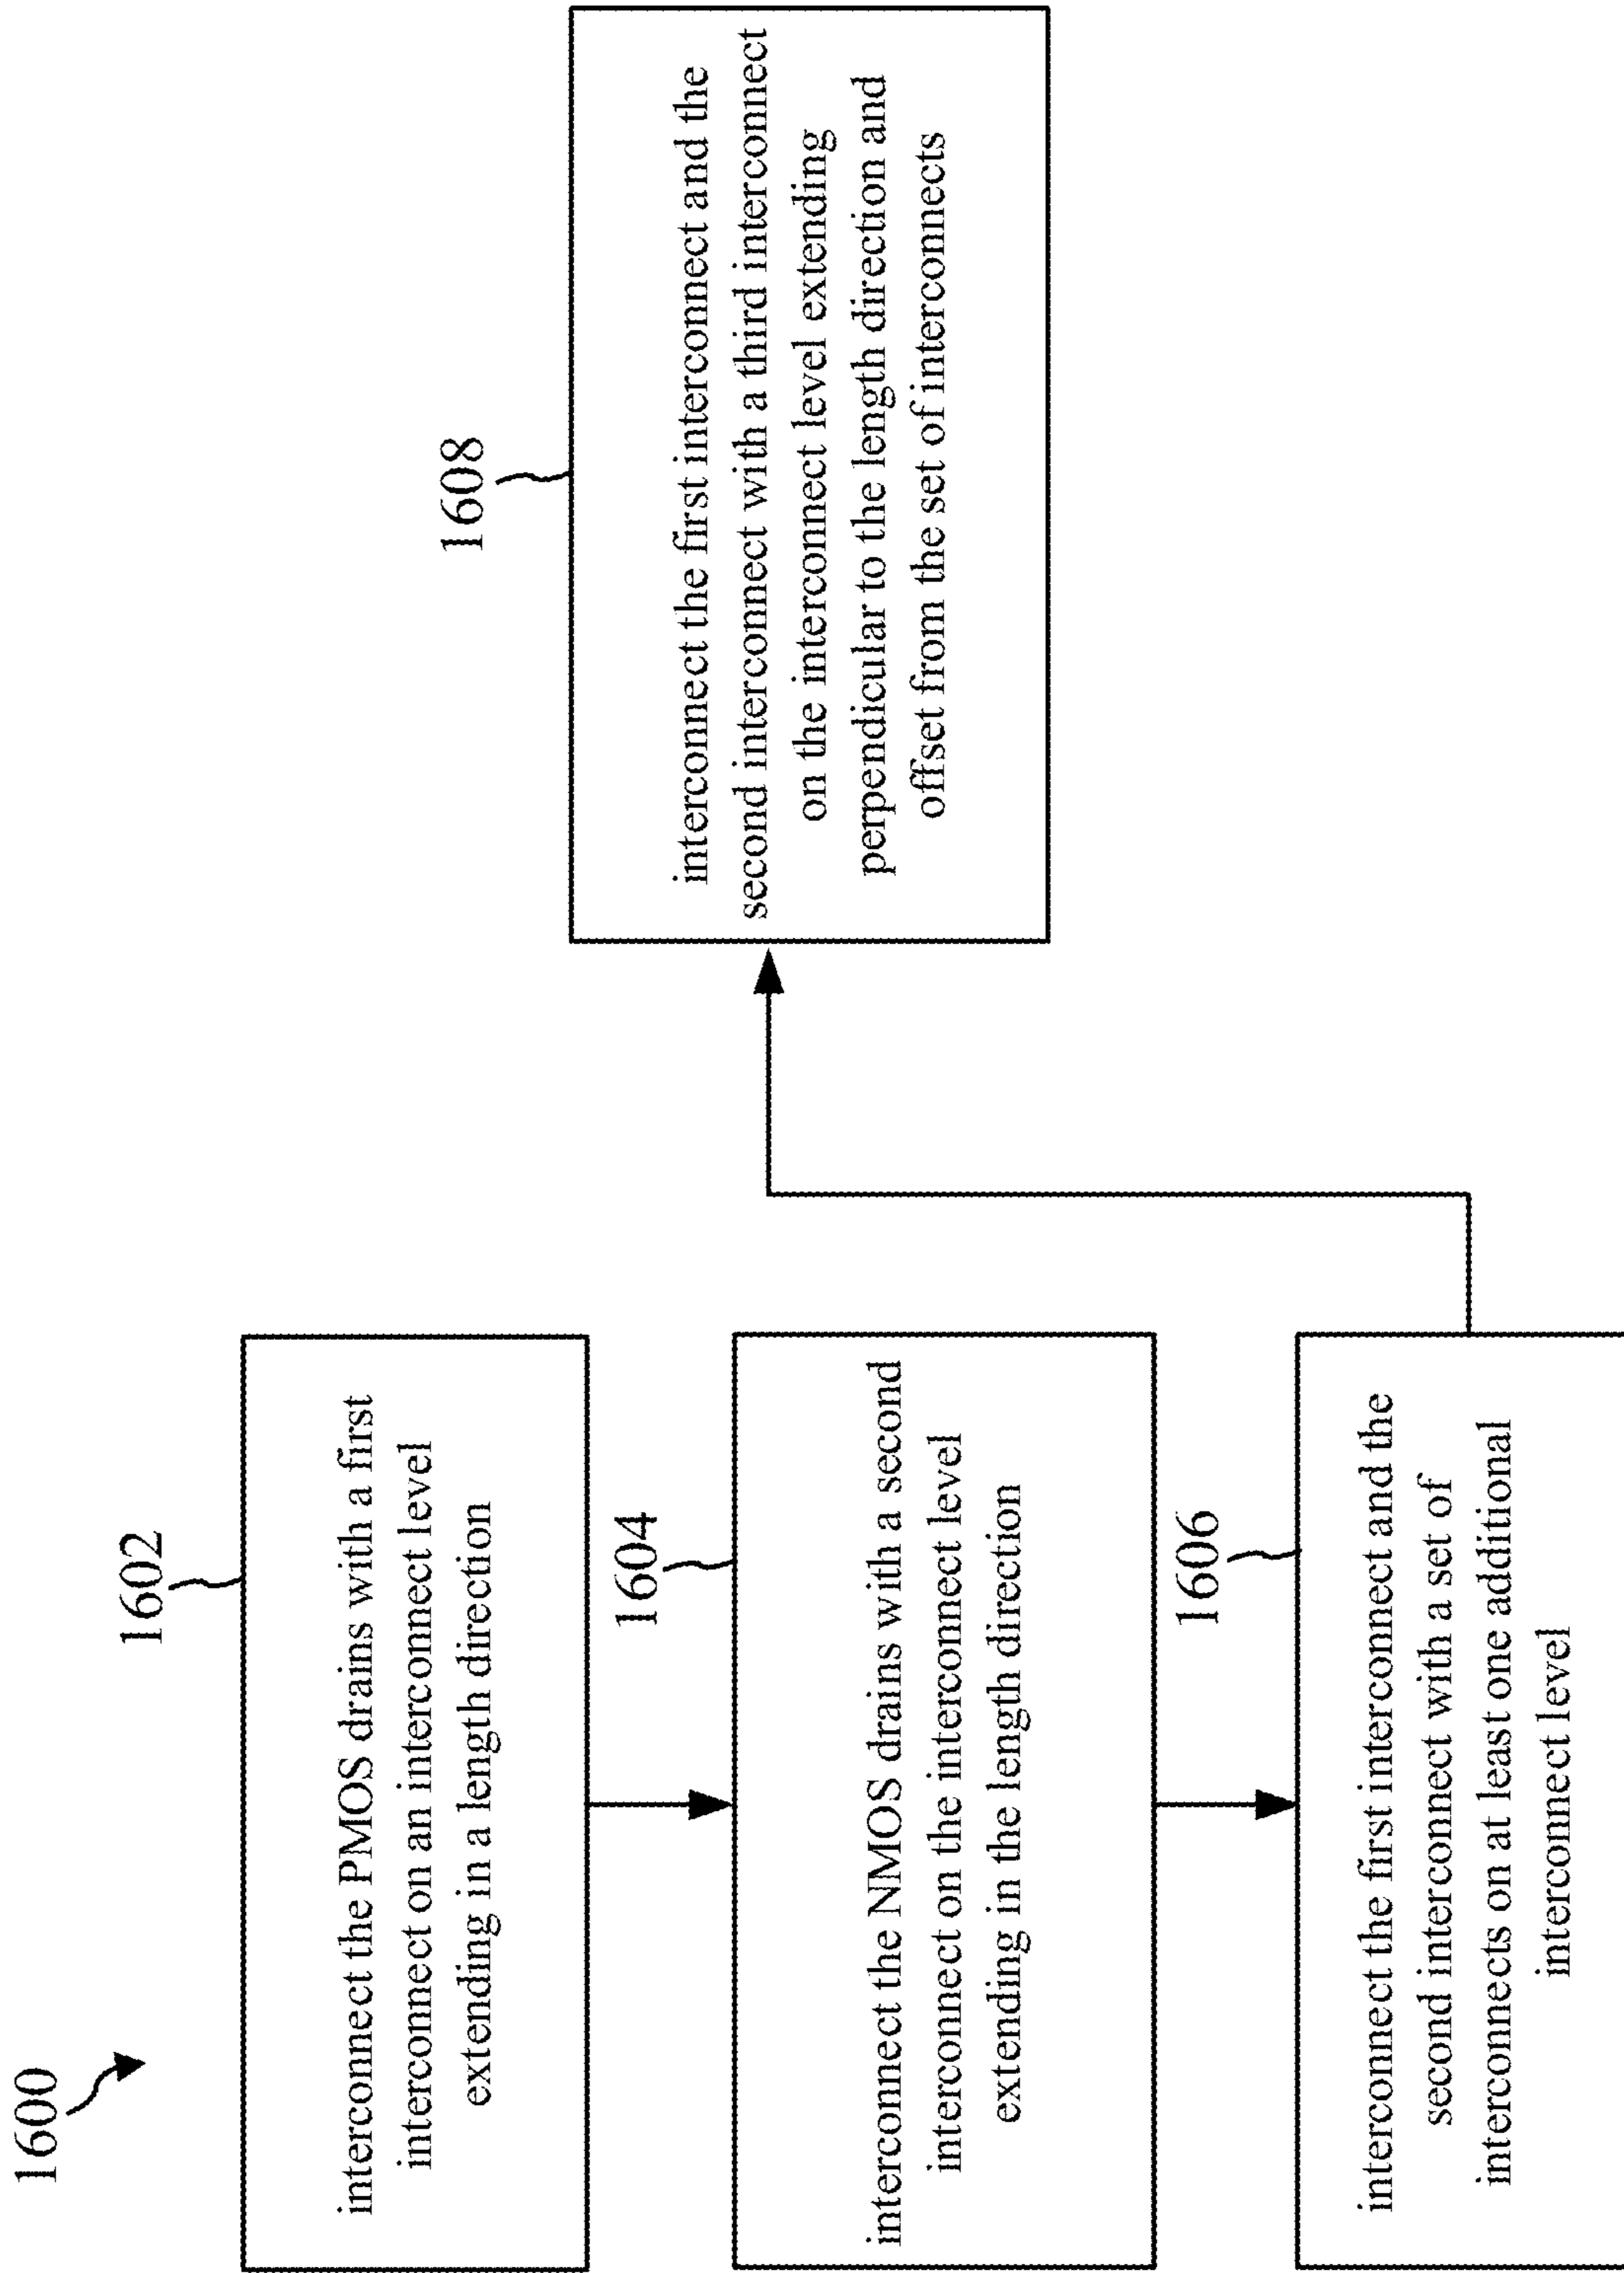 1600
1602
interconnect the PMOS drains with a first
interconnect on an interconnect level
extending in a length direction
1604
interconnect the NMOS drains with a second
interconnect on the interconnect level
extending in the length direction
1606
interconnect the first interconnect and the
second interconnect with a set of
interconnects on at least one additional
interconnect level
1608
interconnect the first interconnect and the
second interconnect with a third interconnect
on the interconnect level extending
perpendicular to the length direction and
offset from the set of interconnects